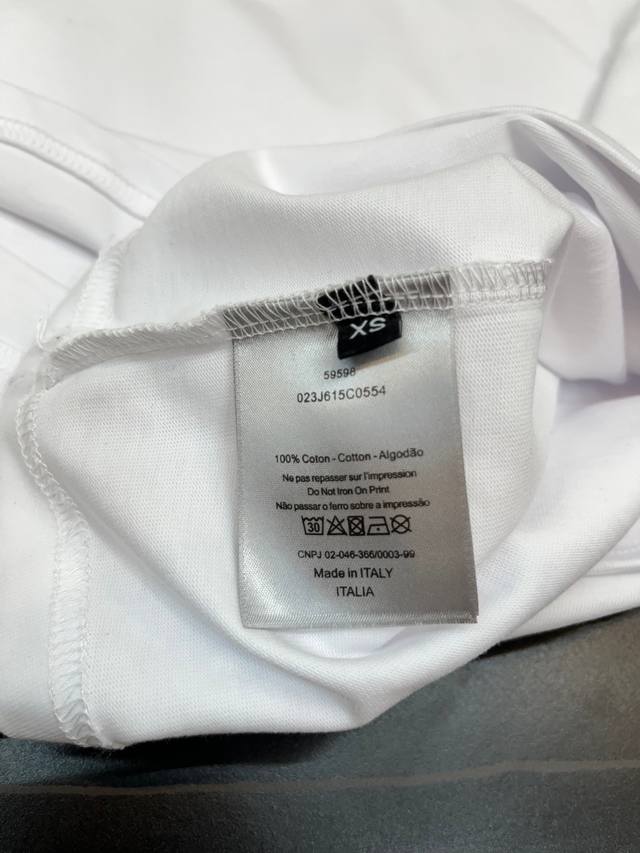 XS
59598
023J615C0554
100% Coton - Cotton - Algodão
Ne pas repasser sur l'impression
Do Not Iron On Print
Não passar o ferro sobre a impressão
30
CNPJ 02-046-366/0003-99
Made in ITALY
ITALIA